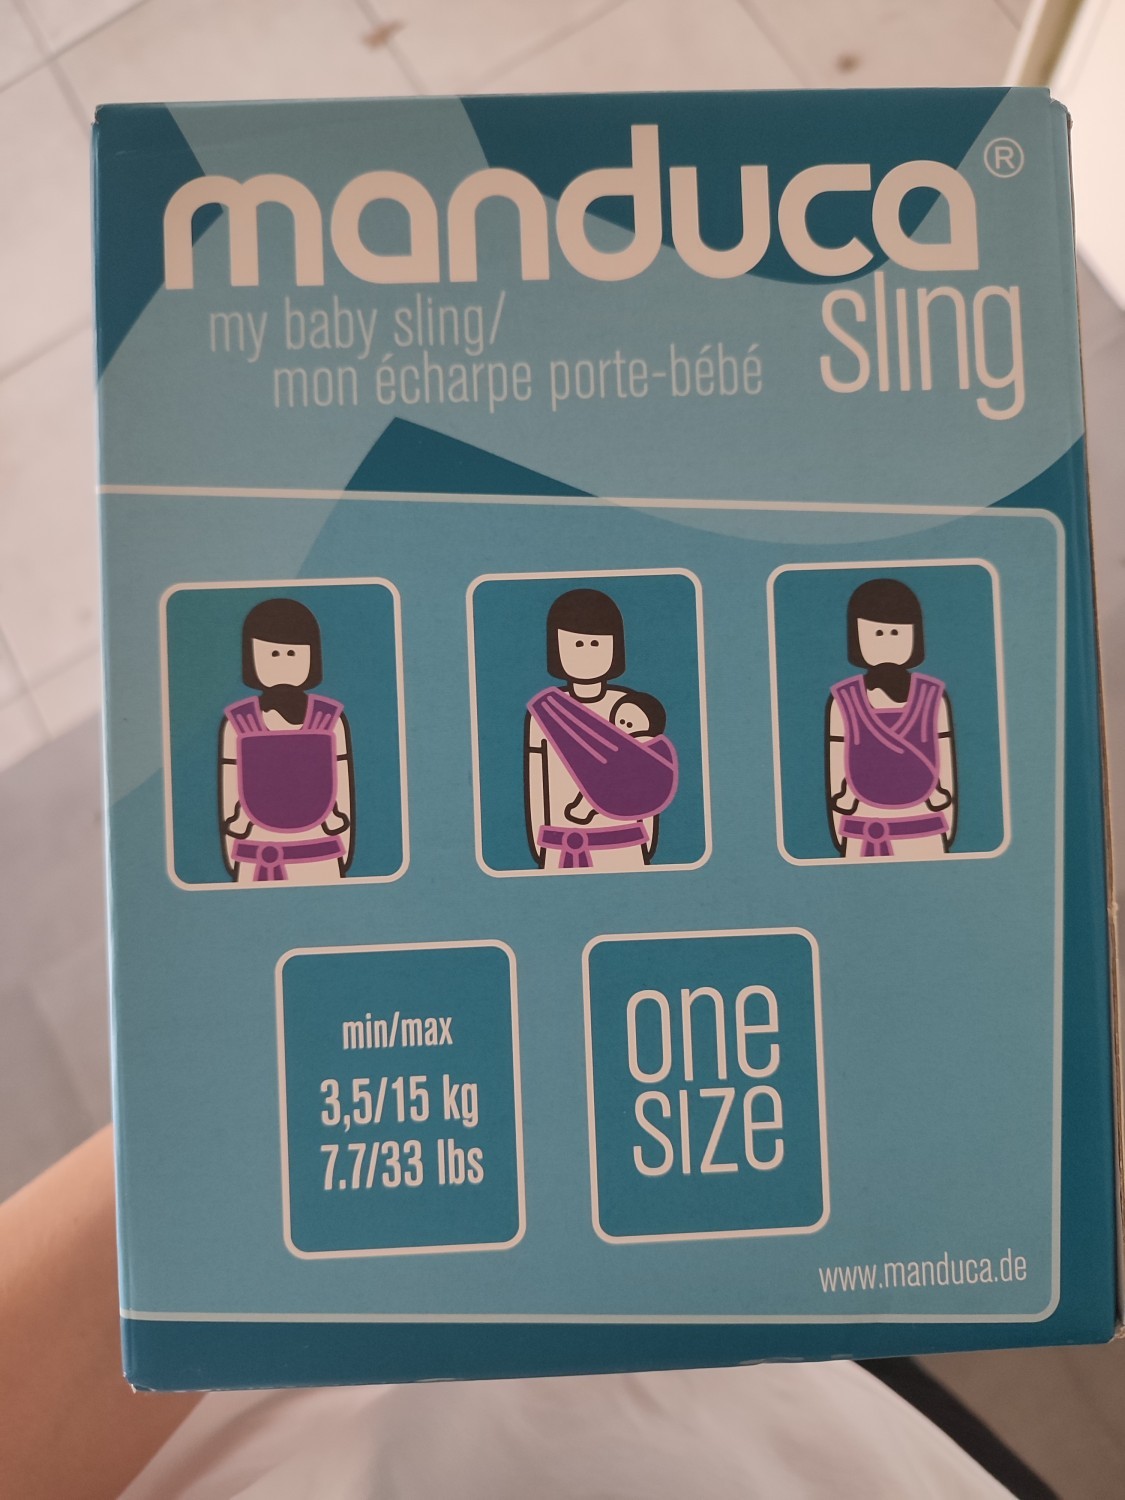 manduca®
sling
my baby sling/
mon écharpe porte-bébé
min/max
3,5/15 kg
7.7/33 lbs
one
size
www.manduca.de